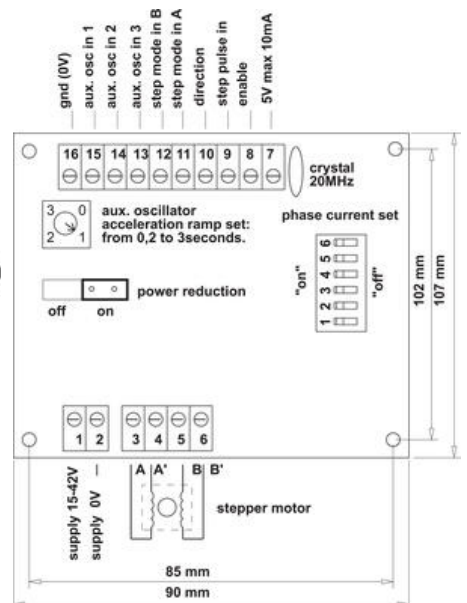 gnd (0V)
aux. osc in 1
aux. osc in 2
aux. osc in 3
step mode in B
step mode in A
direction
step pulse in
enable
5V max 10mA
16 15 14 13 12 11 10 9 8 7
crystal
20MHz
3 0
2 1
aux. oscillator
acceleration ramp set:
from 0,2 to 3seconds.
phase current set
"on"
6
5
4
3
2
1
"off"
102 mm
107 mm
power reduction
off on
1 2 3 4 5 6
supply 15-42V
supply 0V
A A' B B'
stepper motor
85 mm
90 mm